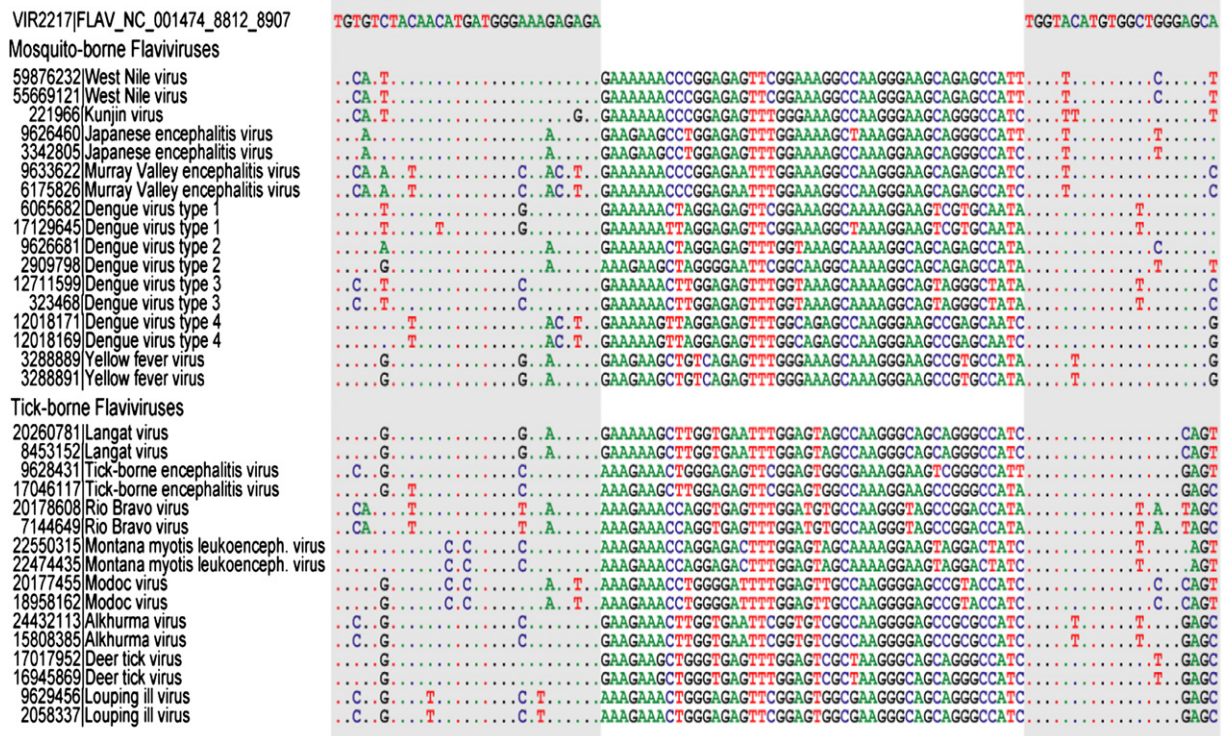 VIR2217|FLAV_NC_001474_8812_8907 TGTGTCTACAACATGATGGGAAAGAGAGA TGGTACATGTGGCTGGGAGCA
Mosquito-borne Flaviviruses
59876232|West Nile virus ..CA.T.......................GAAAAAACCCGGAGAGTTCGGAAAGGCCAAGGGAAGCAGAGCCATT....T.........C.....T
55669121|West Nile virus ..CA.T.......................GAAAAAACCCGGAGAGTTCGGAAAGGCCAAGGGAAGCAGAGCCATT....T.........C.....T
221966|Kunjin virus ..CA.T....................G..GAAAAAACCCGGAGAGTTTGGGAAGGCCAAGGGAAGCAGGGCCATC....TT..............T
9626460|Japanese encephalitis virus ...A...................A.....GAAGAAGCCTGGAGAGTTTGGAAAAGCTAAAGGAAGCAGGGCCATT....T.........T......
3342805|Japanese encephalitis virus ...A...................A.....GAAGAAGCCTGGAGAGTTTGGAAAAGCTAAAGGAAGCAGGGCCATC....T.........T......
9633622|Murray Valley encephalitis virus ..CA.A..T...........C..AC.T..GAAAAAACCCGGAGAATTTGGAAAAGCCAAGGGAAGCAGAGCCATC....T...............C
6175826|Murray Valley encephalitis virus ..CA.A..T...........C..AC.T..GAAAAAACCCGGAGAATTTGGAAAAGCCAAGGGAAGCAGAGCCATC....T...............C
6065682|Dengue virus type 1 .....T..............G........GAAAAAACTAGGAGAGTTCGGAAAGGCAAAAGGAAGTCGTGCAATA............T........
17129645|Dengue virus type 1 .....T.....T........G........GAAAAAATTAGGAGAGTTCGGAAAGGCTAAAGGAAGTCGTGCAATA............T........
9626681|Dengue virus type 2 .....A.................A.....GAAAAAACTAGGAGAGTTTGGTAAAGCAAAAGGCAGCAGAGCCATA..............C......
2909798|Dengue virus type 2 .....G.................A.....AAAGAAGCTAGGGGAATTCGGCAAGGCAAAAGGCAGCAGAGCCATA..............T.....T
12711599|Dengue virus type 3 ..C..T..............C........GAAAAAACTTGGAGAGTTTGGTAAAGCAAAAGGCAGTAGGGCTATA............T.......C
323468|Dengue virus type 3 ..C..T..............C........GAAAAAACTTGGAGAGTTTGGTAAAGCAAAAGGCAGTAGGGCTATA............T.......C
12018171|Dengue virus type 4 ........T..............AC.T..GAAAAAGTTAGGAGAGTTTGGCAGAGCCAAGGGAAGCCGAGCAATC....................G
12018169|Dengue virus type 4 ........T..............AC.T..GAAAAAGTTAGGAGAGTTTGGCAGAGCCAAGGGAAGCCGAGCAATC....................G
3288889|Yellow fever virus .....G..............G..A.....GAAGAAGCTGTCAGAGTTTGGGAAAGCAAAGGGAAGCCGTGCCATA.....T..............G
3288891|Yellow fever virus .....G..............G..A.....GAAGAAGCTGTCAGAGTTTGGGAAAGCAAAGGGAAGCCGTGCCATA.....T..............G
Tick-borne Flaviviruses
20260781|Langat virus .....G..............G..A.....GAAAAAGCTTGGTGAATTTGGAGTAGCCAAGGGCAGCAGGGCCATC.................CAGT
8453152|Langat virus .....G..............G..A.....GAAAAAGCTTGGTGAATTTGGAGTAGCCAAGGGCAGCAGGGCCATC.................CAGT
9628431|Tick-borne encephalitis virus ..C..G..............C........AAAGAAACTGGGAGAGTTCGGAGTGGCGAAAGGAAGTCGGGCCATT.................GAGT
17046117|Tick-borne encephalitis virus .....G..T...........C........AAAGAAGCTTGGAGAGTTCGGAGTGGCCAAAGGAAGCCGGGCCATA.................GAGC
20178608|Rio Bravo virus ..CA....T...........T..A.....AAAGAAACCAGGTGAGTTTGGATGTGCCAAGGGTAGCCGGACCATA............T.A..TAGC
7144649|Rio Bravo virus ..CA....T...........T..A.....AAAGAAACCAGGTGAGTTTGGATGTGCCAAGGGTAGCCGGACCATA............T.A..TAGC
22550315|Montana myotis leukoenceph. virus ............C.C.....C........AAAGAAACCAGGAGACTTTGGAGTAGCAAAAGGAAGTAGGACTATC............T.....AGT
22474435|Montana myotis leukoenceph. virus ............C.C.....C........AAAGAAACCAGGAGACTTTGGAGTAGCAAAAGGAAGTAGGACTATC............T.....AGT
20177455|Modoc virus .....G......C.C........A..T..AAAGAAACCTGGGGATTTTGGAGTTGCCAAGGGGAGCCGTACCATC..............C..CAGT
18958162|Modoc virus .....G......C.C........A..T..AAAGAAACCTGGGGATTTTGGAGTTGCCAAGGGGAGCCGTACCATC..............C..CAGT
24432113|Alkhurma virus ..C..G..............C........GAAGAAACTTGGTGAATTCGGTGTCGCCAAGGGGAGCCGCGCCATC.....T......T....GAGC
15808385|Alkhurma virus ..C..G..............C........GAAGAAACTTGGTGAATTCGGTGTCGCCAAGGGGAGCCGCGCCATC.....T......T....GAGC
17017952|Deer tick virus .....G.......................GAAGAAGCTGGGTGAGTTTGGAGTCGCTAAGGGCAGCAGGGCCATC..............T..GAGC
16945869|Deer tick virus .....G.......................GAAGAAGCTGGGTGAGTTTGGAGTCGCTAAGGGCAGCAGGGCCATC..............T..GAGC
9629456|Louping ill virus ..C..G....T.........C.T......AAAGAAACTGGGAGAGTTCGGAGTGGCGAAGGGCAGCAGGGCCATC.................GAGC
2058337|Louping ill virus ..C..G....T.........C.T......AAAGAAACTGGGAGAGTTCGGAGTGGCGAAGGGCAGCAGGGCCATC.................GAGC